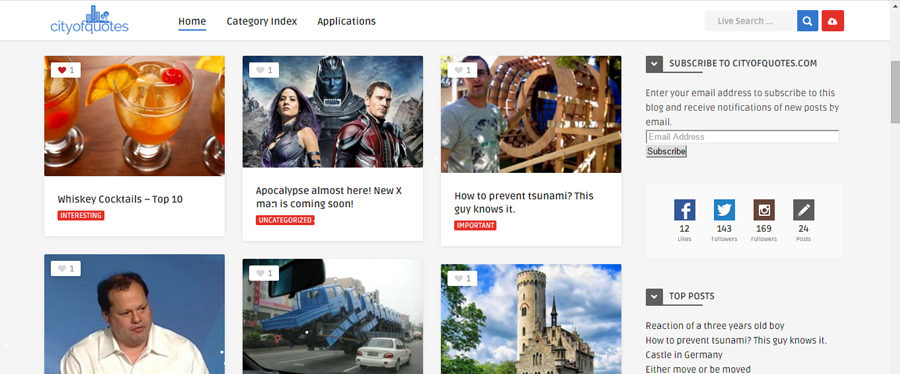 cityofquotes
Home
Category Index
Applications
Live Search ...
1
Whiskey Cocktails – Top 10
INTERESTING
1
Apocalypse almost here! New X
man is coming soon!
UNCATEGORIZED
1
How to prevent tsunami? This
guy knows it.
IMPORTANT
1
1
1
SUBSCRIBE TO CITYOFQUOTES.COM
Enter your email address to subscribe to this
blog and receive notifications of new posts by
email.
Email Address
Subscribe
12
Likes
143
Followers
169
Followers
24
Posts
TOP POSTS
Reaction of a three years old boy
How to prevent tsunami? This guy knows it.
Castle in Germany
Either move or be moved